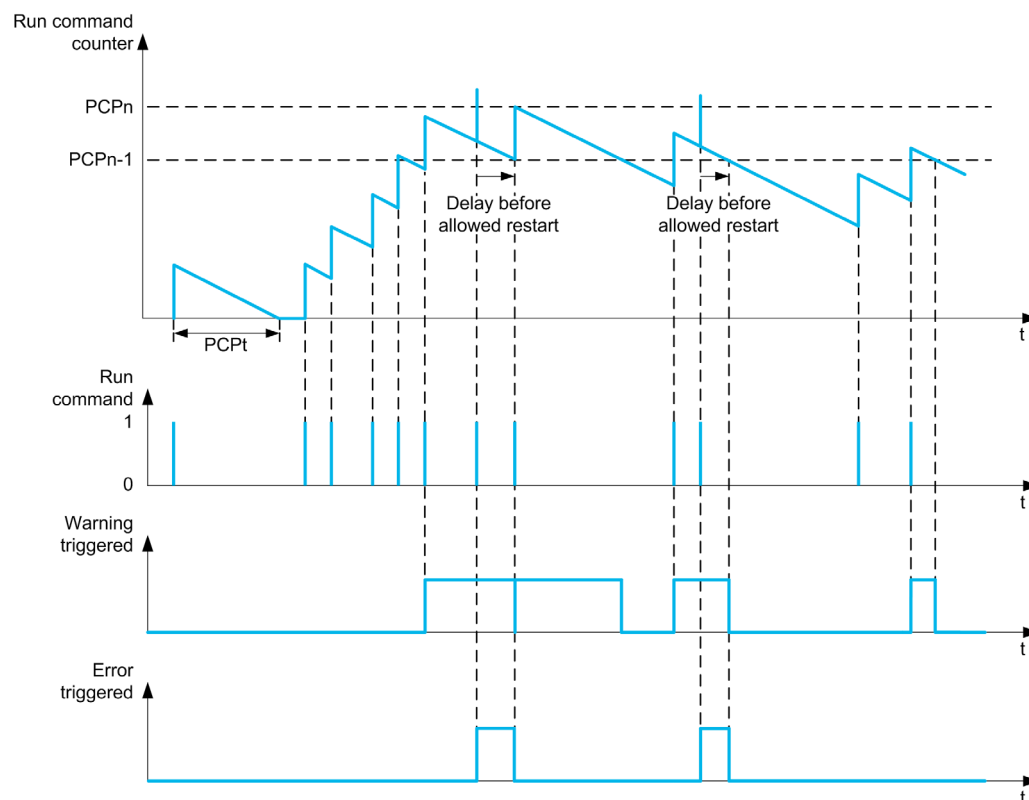 Run command
counter
PCPn
PCPn-1
Delay before
allowed restart
Delay before
allowed restart
t
PCPt
Run
command
1
0
t
Warning
triggered
t
Error
triggered
t